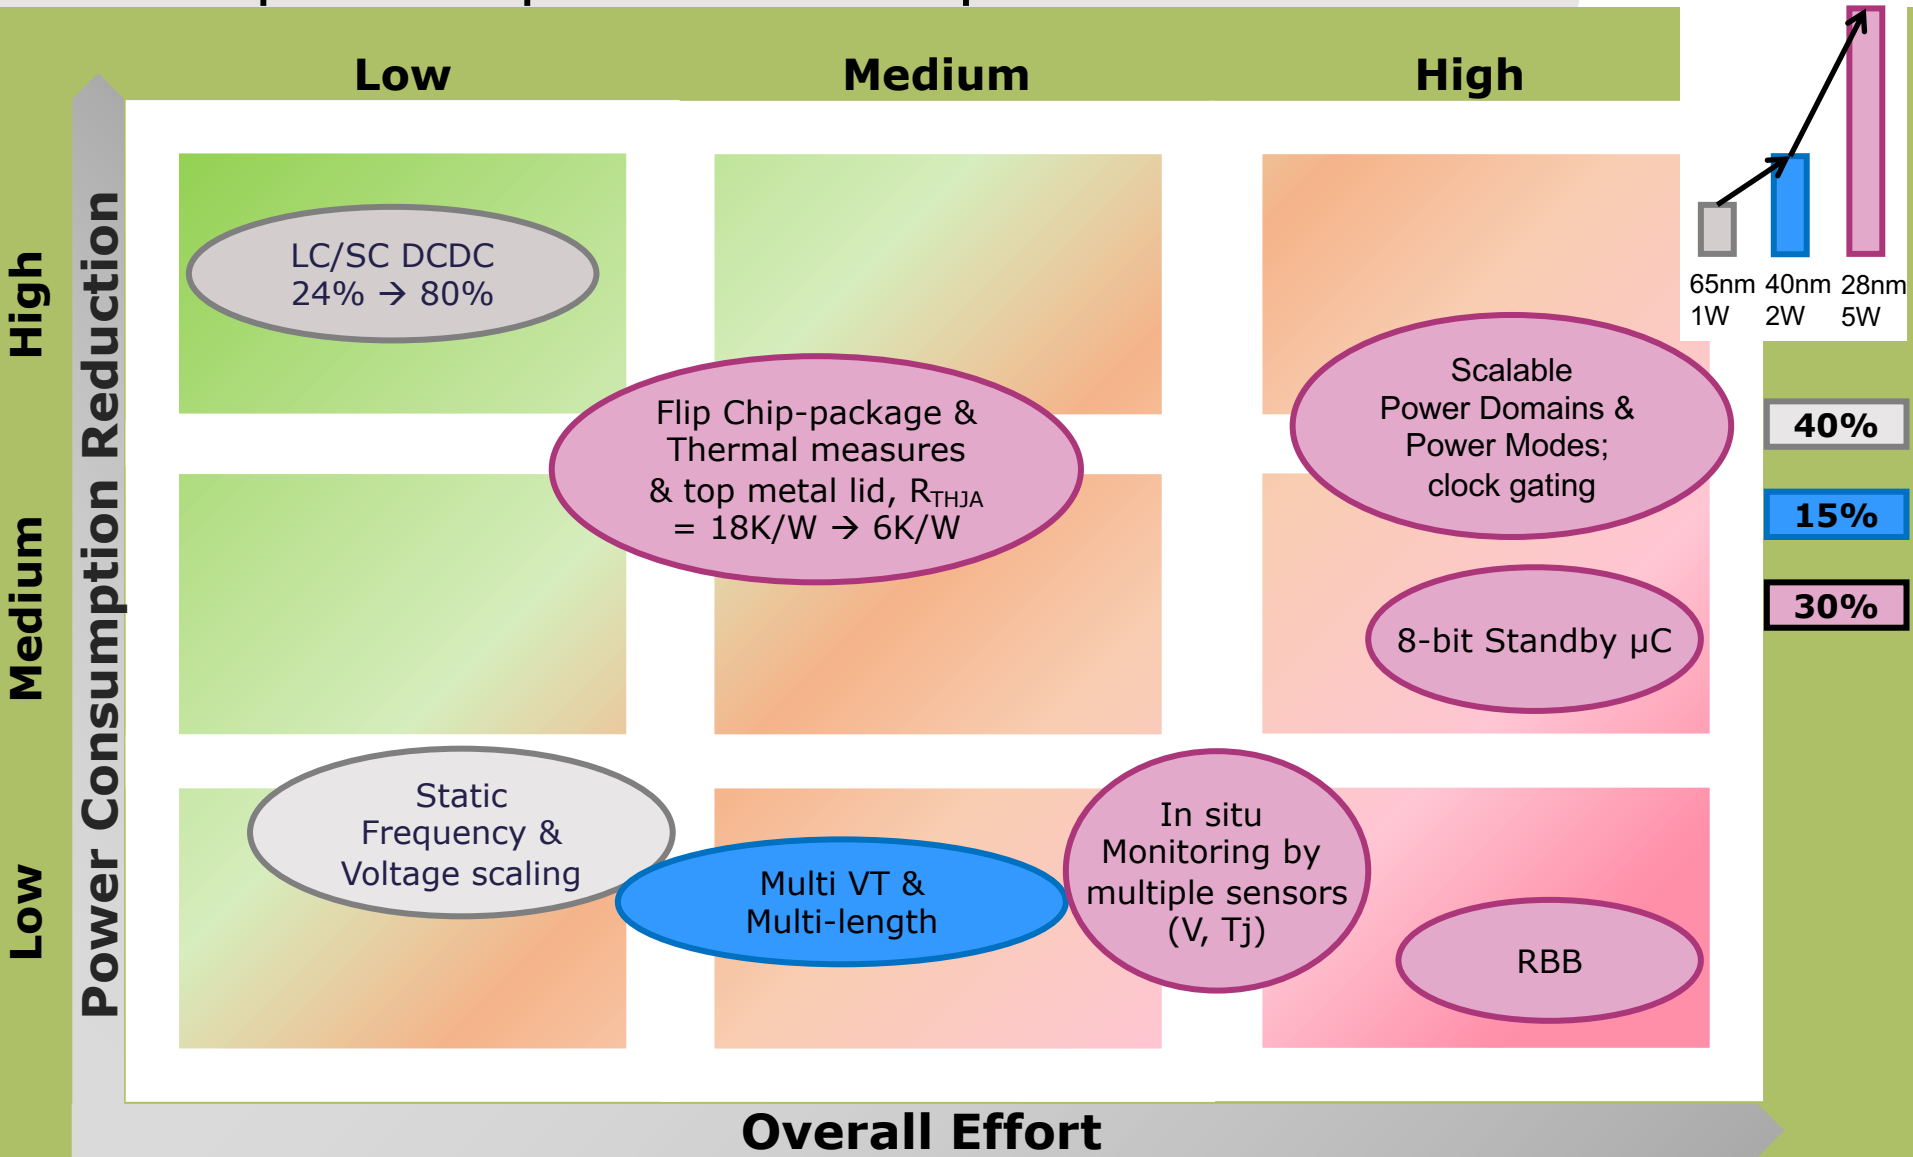 Low
Medium
High
65nm 40nm 28nm
1W 2W 5W
High
Medium
Low
Power Consumption Reduction
LC/SC DCDC
24% → 80%
Flip Chip-package &
Thermal measures
& top metal lid, RTHJA
= 18K/W → 6K/W
Scalable
Power Domains &
Power Modes;
clock gating
40%
15%
30%
8-bit Standby µC
Static
Frequency &
Voltage scaling
Multi VT &
Multi-length
In situ
Monitoring by
multiple sensors
(V, Tj)
RBB
Overall Effort